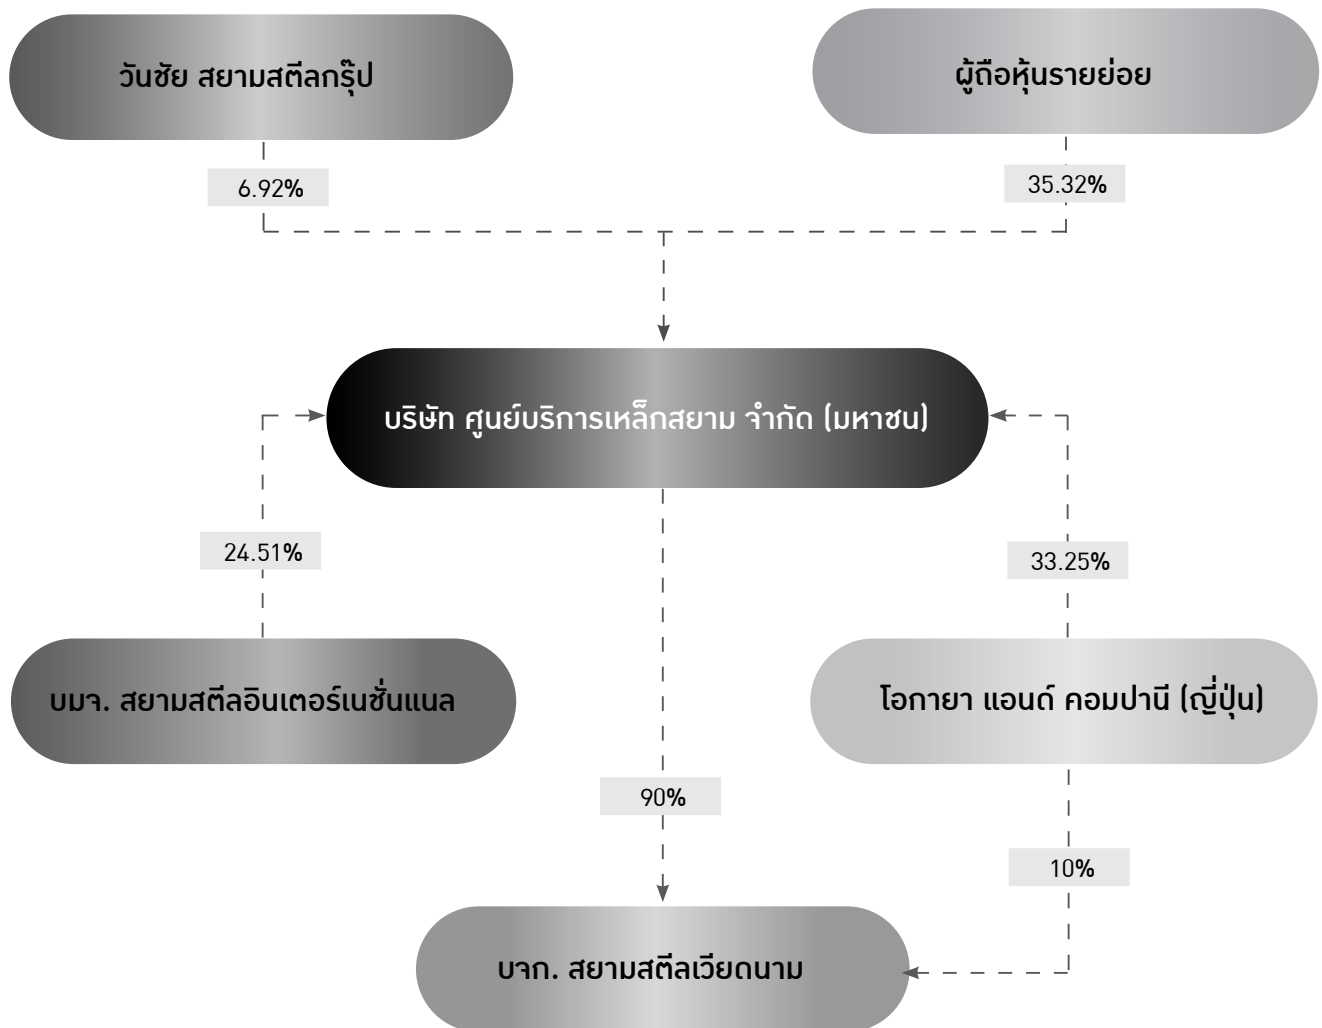 วันชัย สยามสตีลกรุ๊ป
ผู้ถือหุ้นรายย่อย
6.92%
35.32%
บริษัท ศูนย์บริการเหล็กสยาม จำกัด (มหาชน)
24.51%
33.25%
บมจ. สยามสตีลอินเตอร์เนชั่นแนล
โอกายา แอนด์ คอมปานี (ญี่ปุ่น)
90%
10%
บจก. สยามสตีลเวียดนาม